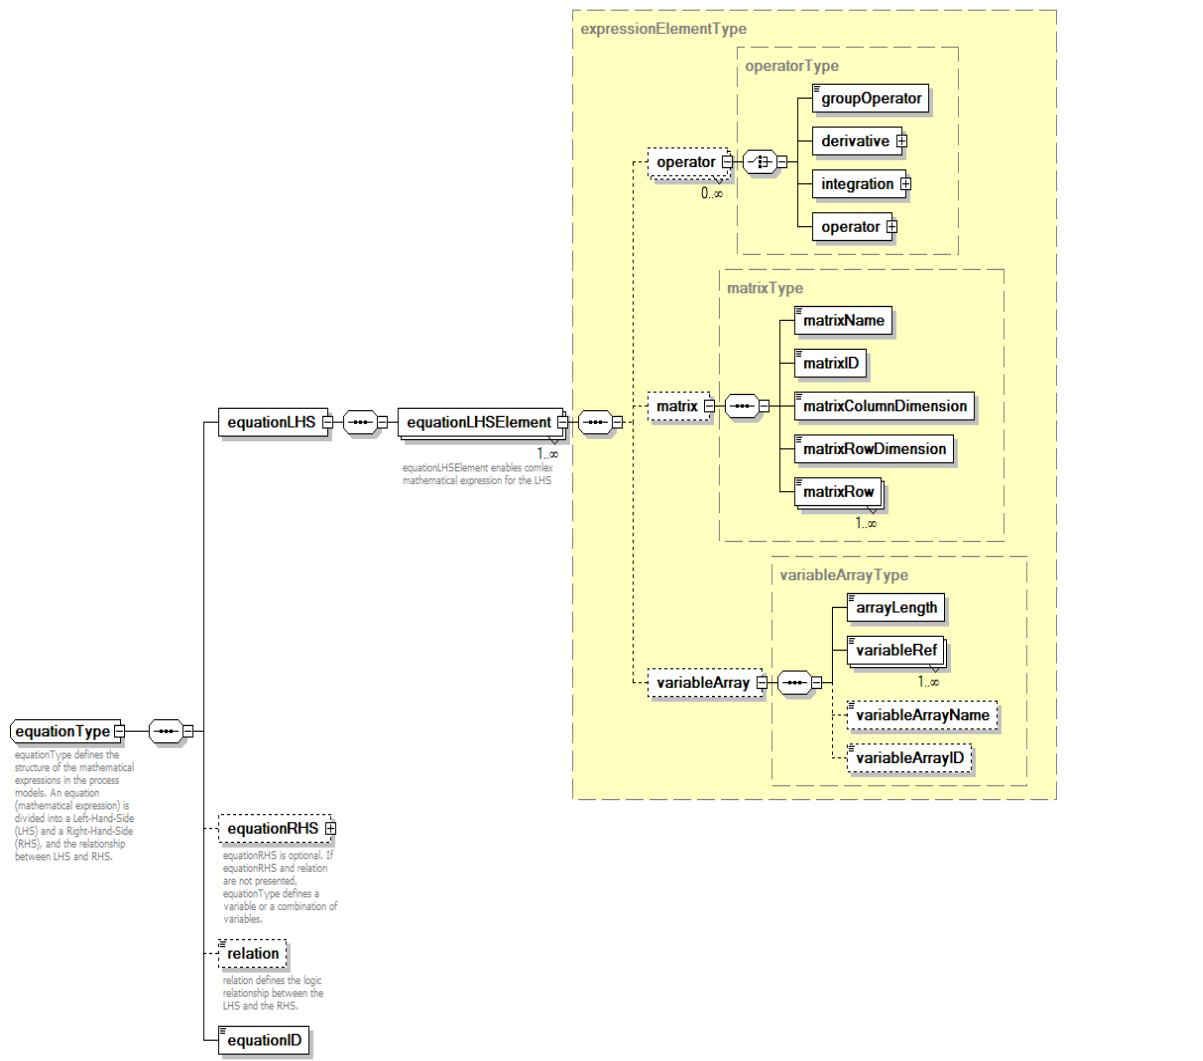 expressionElementType
operatorType
groupOperator
derivative
integration
operator
operator
0..∞
matrixType
matrixName
matrixID
matrixColumnDimension
matrixRowDimension
matrixRow
1..∞
matrix
equationLHS
equationLHSElement
1..∞
equationLHSElement enables comlex
mathematical expression for the LHS
variableArrayType
arrayLength
variableRef
1..∞
variableArrayName
variableArrayID
variableArray
equationType
equationType defines the
structure of the mathematical
expressions in the process
models. An equation
(mathematical expression) is
divided into a Left-Hand-Side
(LHS) and a Right-Hand-Side
(RHS), and the relationship
between LHS and RHS.
equationRHS
equationRHS is optional. If
equationRHS and relation
are not presented,
equationType defines a
variable or a combination of
variables.
relation
relation defines the logic
relationship between the
LHS and the RHS.
equationID